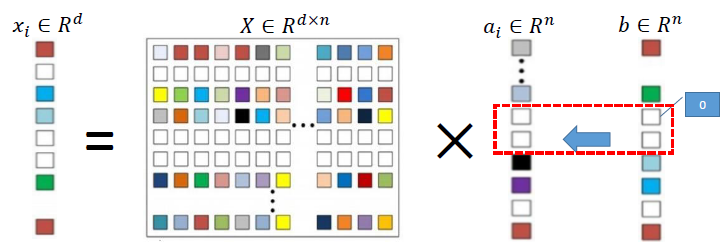 xᵢ ∈ Rᵈ
X ∈ Rᵈˣⁿ
aᵢ ∈ Rⁿ
b ∈ Rⁿ
0
=
×